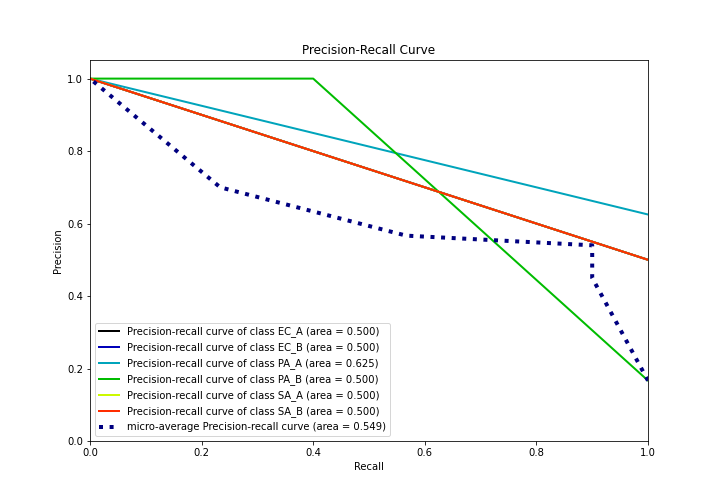 Precision-Recall Curve
1.0
0.8
0.6
0.4
0.2
0.0
Precision
Precision-recall curve of class EC_A (area = 0.500)
Precision-recall curve of class EC_B (area = 0.500)
Precision-recall curve of class PA_A (area = 0.625)
Precision-recall curve of class PA_B (area = 0.500)
Precision-recall curve of class SA_A (area = 0.500)
Precision-recall curve of class SA_B (area = 0.500)
micro-average Precision-recall curve (area = 0.549)
0.0 0.2 0.4 0.6 0.8 1.0
Recall